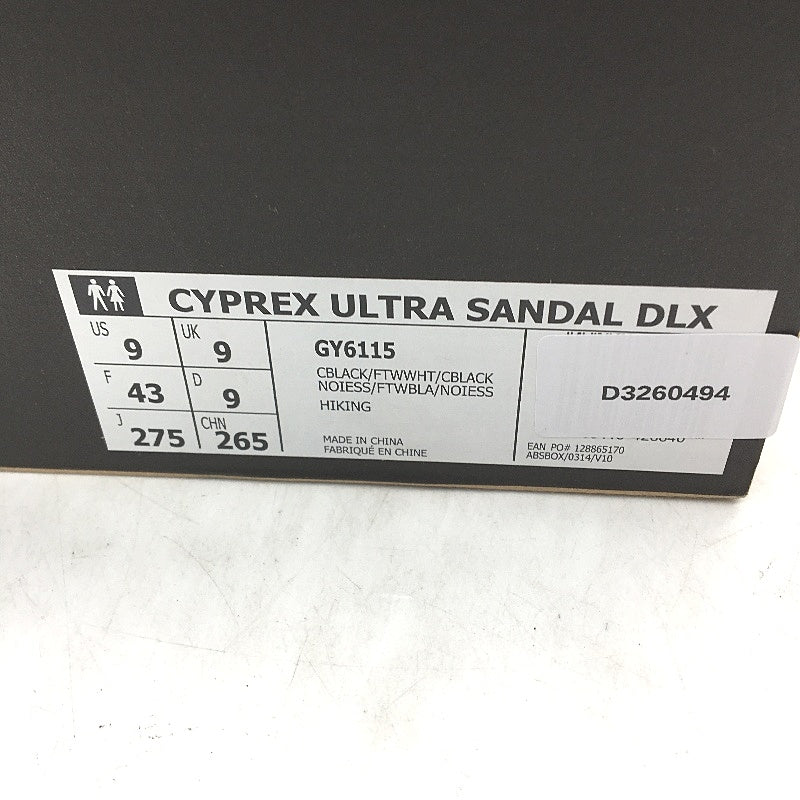 CYPREX ULTRA SANDAL DLX
US 9 UK 9
F 43 D 9
J 275 CHN 265
GY6115
CBLACK/FTWWHT/CBLACK
NOIESS/FTWBLA/NOIESS
HIKING
MADE IN CHINA
FABRIQUÉ EN CHINE
D3260494
EAN PO# 128865170
ABSBOX/0314/V10